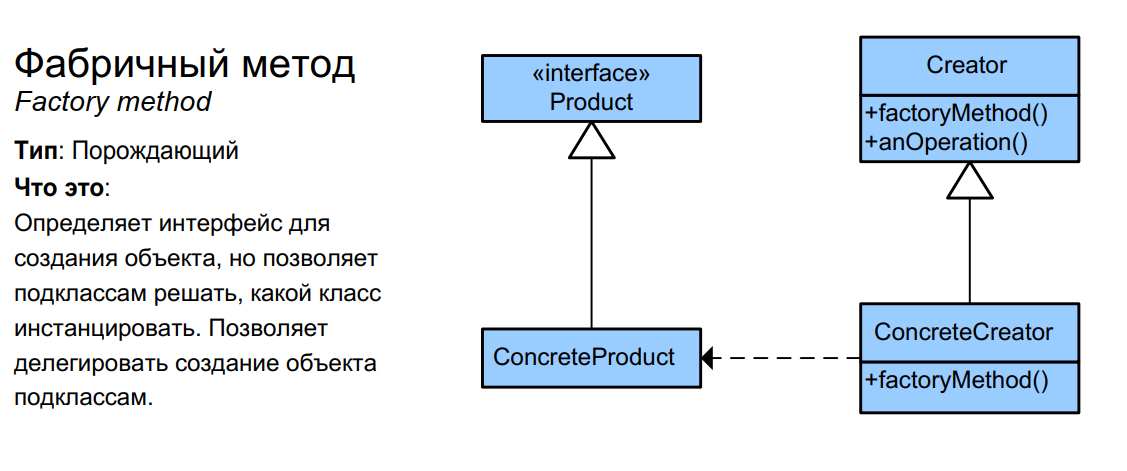 Фабричный метод
Factory method
Тип: Порождающий
Что это:
Определяет интерфейс для
создания объекта, но позволяет
подклассам решать, какой класс
инстанцировать. Позволяет
делегировать создание объекта
подклассам.
«interface»
Product
ConcreteProduct
Creator
+factoryMethod()
+anOperation()
ConcreteCreator
+factoryMethod()